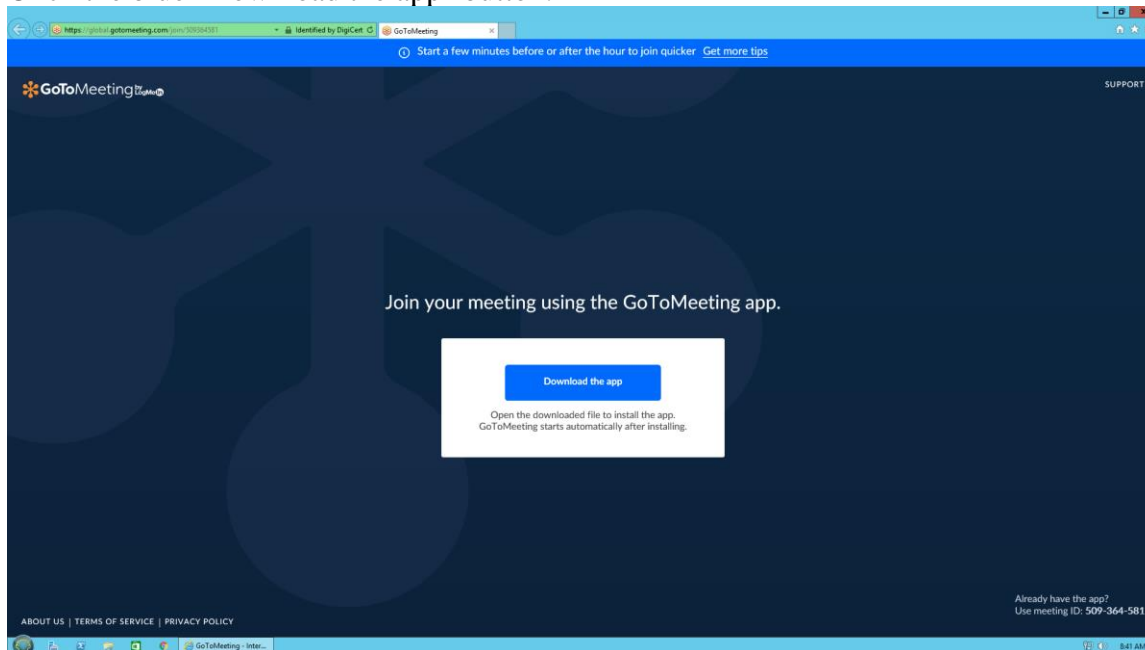 https://global.gotomeeting.com/join/509364581
Identified by DigiCert
GoToMeeting
Start a few minutes before or after the hour to join quicker Get more tips
GoToMeeting
SUPPORT
Join your meeting using the GoToMeeting app.
Download the app
Open the downloaded file to install the app.
GoToMeeting starts automatically after installing.
Already have the app?
Use meeting ID: 509-364-581
ABOUT US | TERMS OF SERVICE | PRIVACY POLICY
GoToMeeting - Inter...
5:41 AM